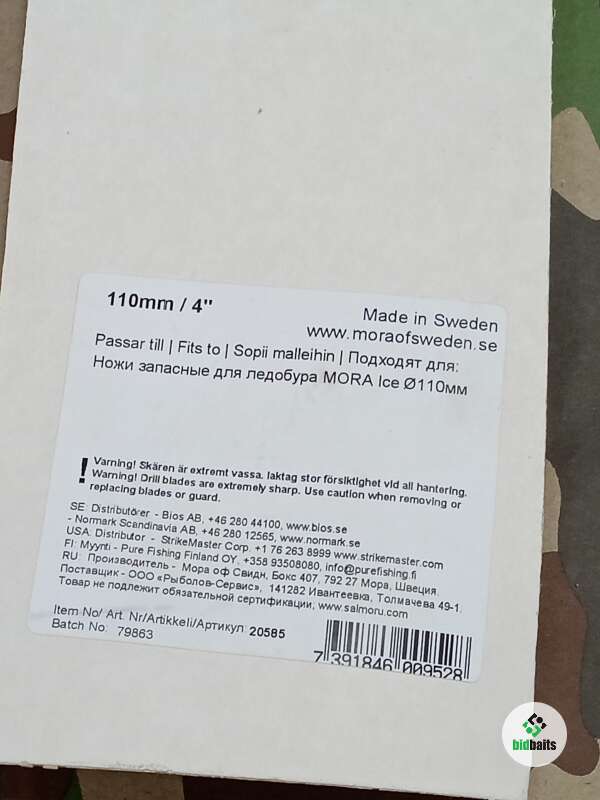 110mm / 4"
Made in Sweden
www.moraofsweden.se
Passar till | Fits to | Sopii malleihin | Подходят для:
Ножи запасные для ледобура MORA Ice Ø110мм
! Varning! Skären är extremt vassa. Iaktag stor försiktighet vid all hantering.
Warning! Drill blades are extremely sharp. Use caution when removing or
replacing blades or guard.
SE: Distributörer - Bios AB, +46 280 44100, www.bios.se
- Normark Scandinavia AB, +46 280 12565, www.normark.se
USA: Distributor - StrikeMaster Corp. +1 76 263 8999 www.strikemaster.com
FI: Myynti - Pure Fishing Finland OY, +358 93508080, info@purefishing.fi
RU: Производитель - Мора оф Свидн, Бокс 407, 792 27 Мора, Швеция.
Поставщик - ООО «Рыболов-Сервис», 141282 Ивантеевка, Толмачева 49-1.
Товар не подлежит обязательной сертификации, www.salmoru.com
Item No/ Art. Nr/Artikkeli/Артикул: 20585
Batch No: 79863
7 391846 009528
bidbaits